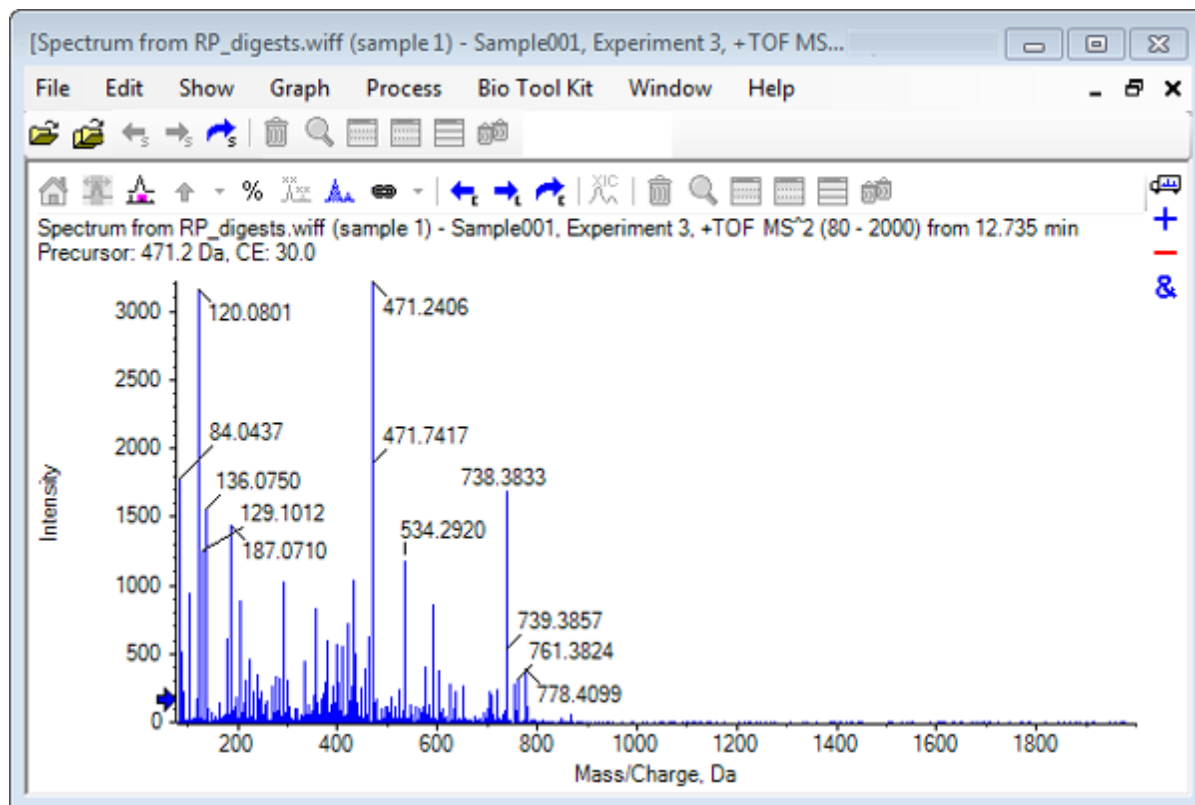 [Spectrum from RP_digests.wiff (sample 1) - Sample001, Experiment 3, +TOF MS...
File Edit Show Graph Process Bio Tool Kit Window Help
%
XIC
Spectrum from RP_digests.wiff (sample 1) - Sample001, Experiment 3, +TOF MS^2 (80 - 2000) from 12.735 min
Precursor: 471.2 Da, CE: 30.0
&
3000
2500
2000
1500
1000
500
0
Intensity
120.0801
471.2406
84.0437
471.7417
136.0750
738.3833
129.1012
187.0710
534.2920
739.3857
761.3824
778.4099
200 400 600 800 1000 1200 1400 1600 1800
Mass/Charge, Da